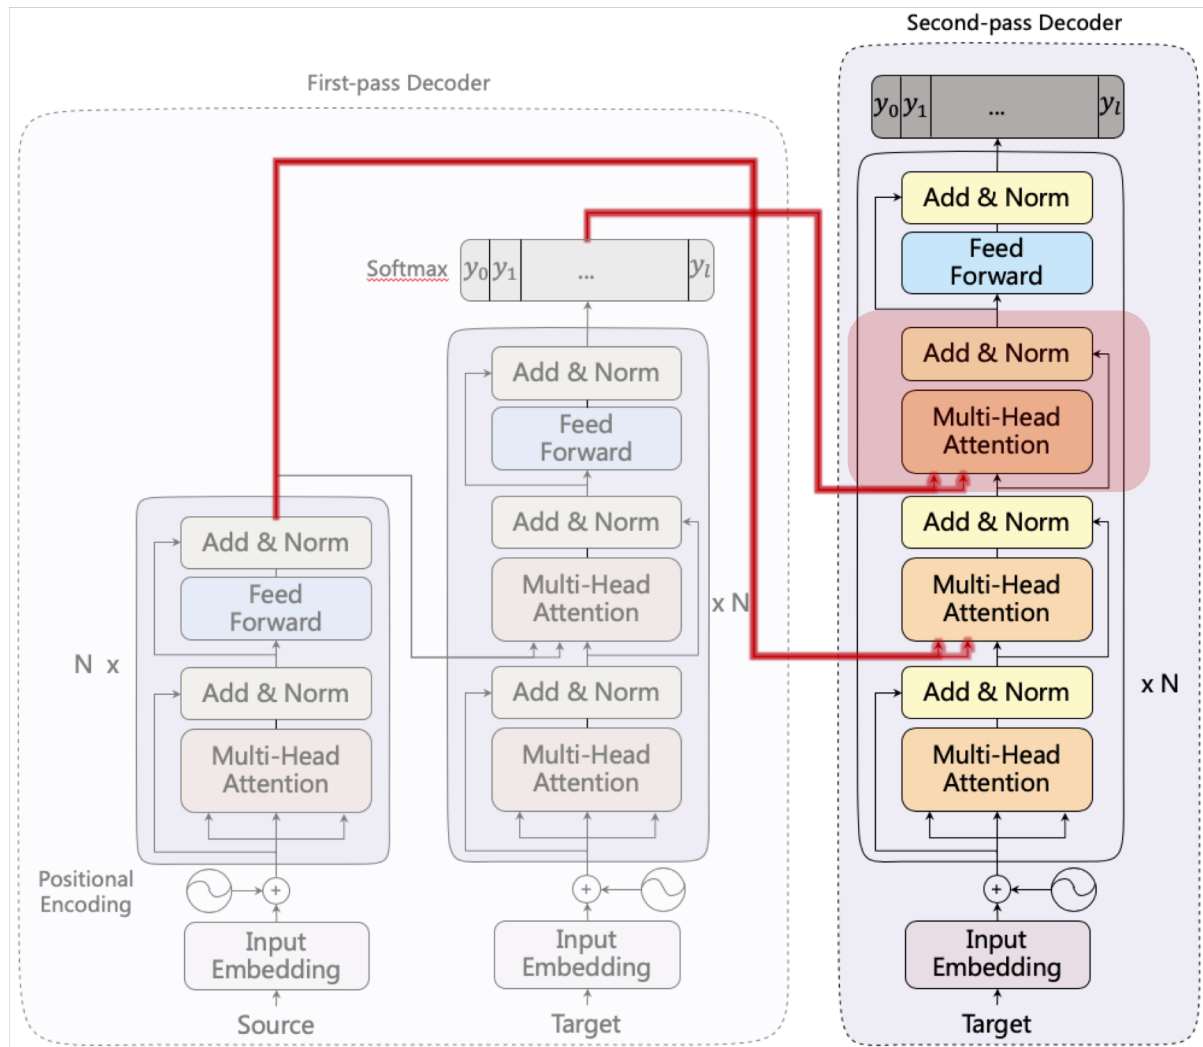 Second-pass Decoder
First-pass Decoder
y0 y1 ... yl
Add & Norm
Feed
Forward
Add & Norm
Multi-Head
Attention
Add & Norm
Multi-Head
Attention
Add & Norm
Multi-Head
Attention
x N
Input
Embedding
Target
Softmax
y0 y1 ... yl
Add & Norm
Feed
Forward
Add & Norm
Multi-Head
Attention
x N
Add & Norm
Multi-Head
Attention
Input
Embedding
Target
Add & Norm
Feed
Forward
N x
Add & Norm
Multi-Head
Attention
Positional
Encoding
Input
Embedding
Source